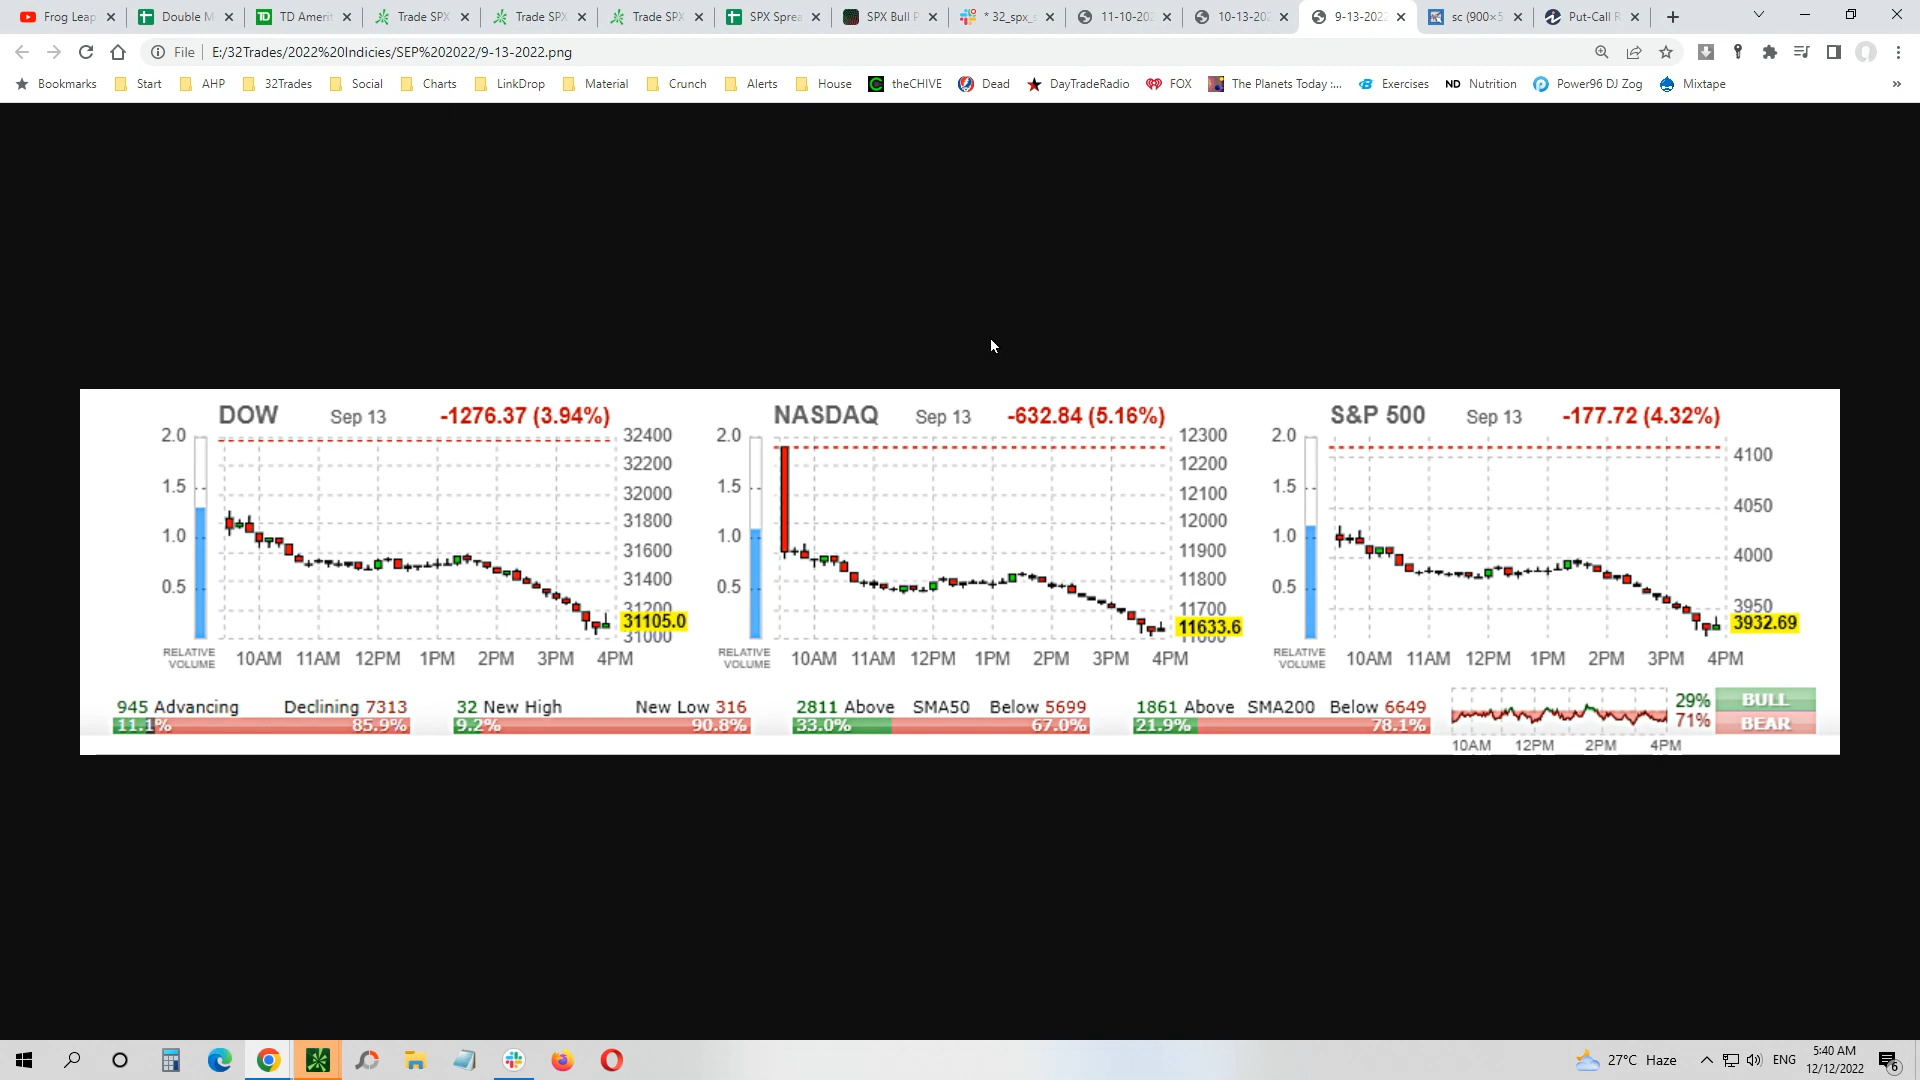 Frog Leap
Double M
TD Amerit
Trade SPX
Trade SPX
Trade SPX
SPX Sprea
SPX Bull P
* 32_spx_s
11-10-202
10-13-202
9-13-2022
sc (900×5
Put-Call R
File E:/32Trades/2022%20Indicies/SEP%202022/9-13-2022.png
Bookmarks Start AHP 32Trades Social Charts LinkDrop Material Crunch Alerts House theCHIVE Dead DayTradeRadio FOX The Planets Today :... Exercises ND Nutrition Power96 DJ Zog Mixtape »
DOW Sep 13 -1276.37 (3.94%)
2.0
1.5
1.0
0.5
32400
32200
32000
31800
31600
31400
31200
31105.0
31000
RELATIVE
VOLUME
10AM 11AM 12PM 1PM 2PM 3PM 4PM
NASDAQ Sep 13 -632.84 (5.16%)
2.0
1.5
1.0
0.5
12300
12200
12100
12000
11900
11800
11700
11633.6
11600
RELATIVE
VOLUME
10AM 11AM 12PM 1PM 2PM 3PM 4PM
S&P 500 Sep 13 -177.72 (4.32%)
2.0
1.5
1.0
0.5
4100
4050
4000
3950
3932.69
RELATIVE
VOLUME
10AM 11AM 12PM 1PM 2PM 3PM 4PM
945 Advancing Declining 7313
11.1% 85.9%
32 New High New Low 316
9.2% 90.8%
2811 Above SMA50 Below 5699
33.0% 67.0%
1861 Above SMA200 Below 6649
21.9% 78.1%
29% BULL
71% BEAR
10AM 12PM 2PM 4PM
27°C Haze
ENG
5:40 AM
12/12/2022
6